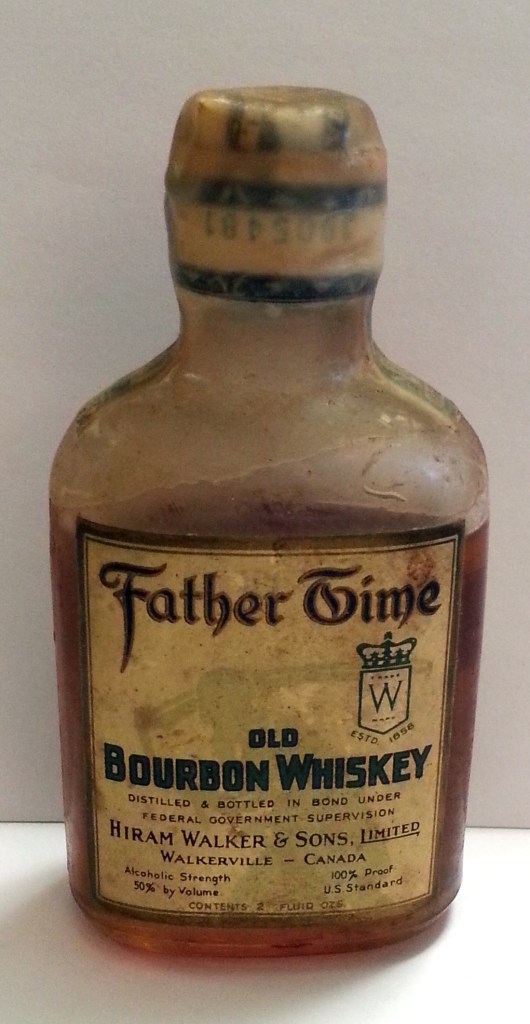 Father Time
W
ESTD. 1858
OLD
BOURBON WHISKEY
DISTILLED & BOTTLED IN BOND UNDER
FEDERAL GOVERNMENT SUPERVISION
HIRAM WALKER & SONS, LIMITED
WALKERVILLE – CANADA
Alcoholic Strength
50% by Volume.
100% Proof
U.S. Standard
CONTENTS 2 FLUID OZS.